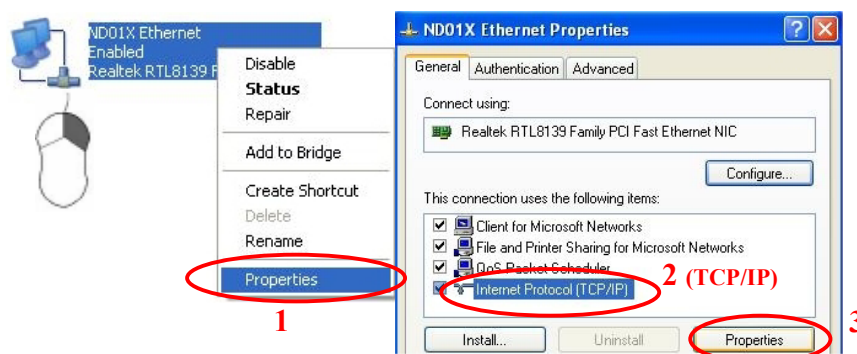 ND01X Ethernet
Enabled
Realtek RTL8139 F
Disable
Status
Repair
Add to Bridge
Create Shortcut
Delete
Rename
Properties
1
ND01X Ethernet Properties
General Authentication Advanced
Connect using:
Realtek RTL8139 Family PCI Fast Ethernet NIC
Configure...
This connection uses the following items:
Client for Microsoft Networks
File and Printer Sharing for Microsoft Networks
QoS Packet Scheduler
Internet Protocol (TCP/IP)
2 (TCP/IP)
Install... Uninstall Properties
3